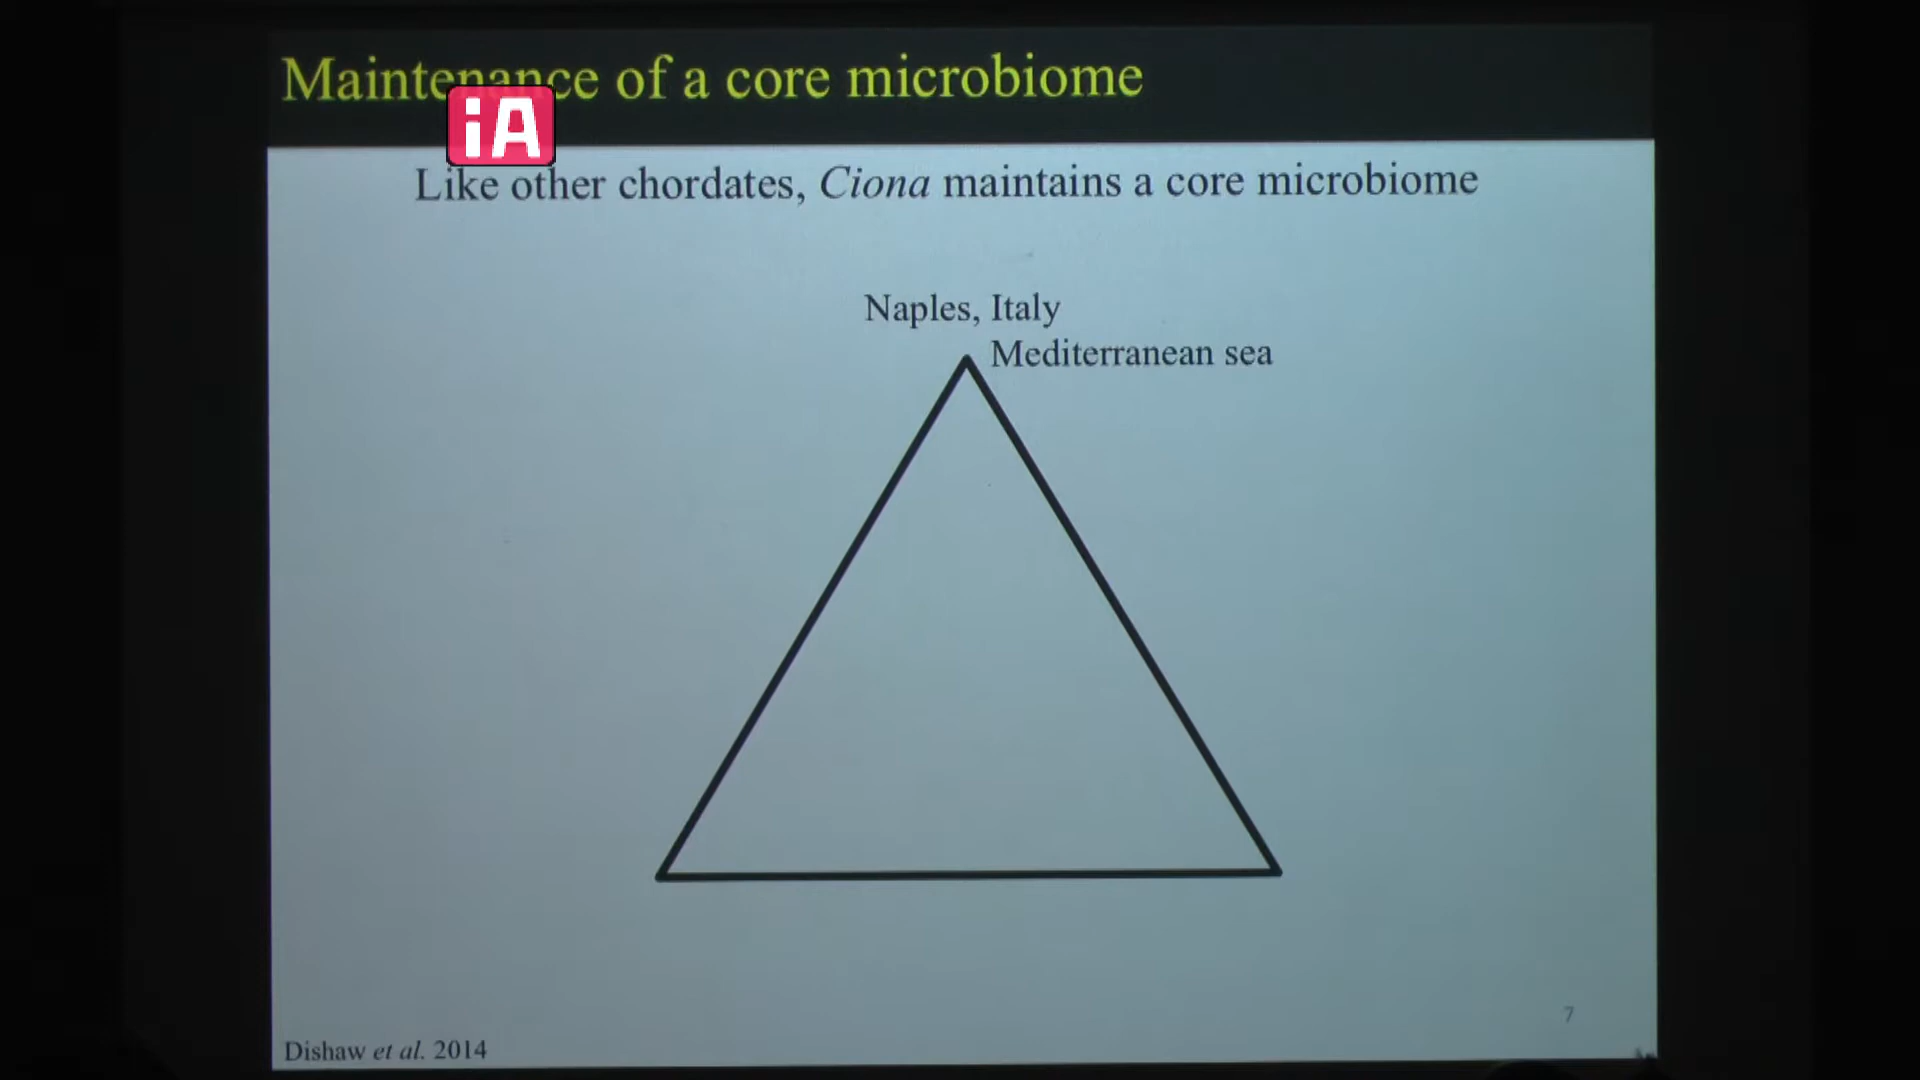 Maintenance of a core microbiome
iA
Like other chordates, Ciona maintains a core microbiome
Naples, Italy
Mediterranean sea
7
Dishaw et al. 2014